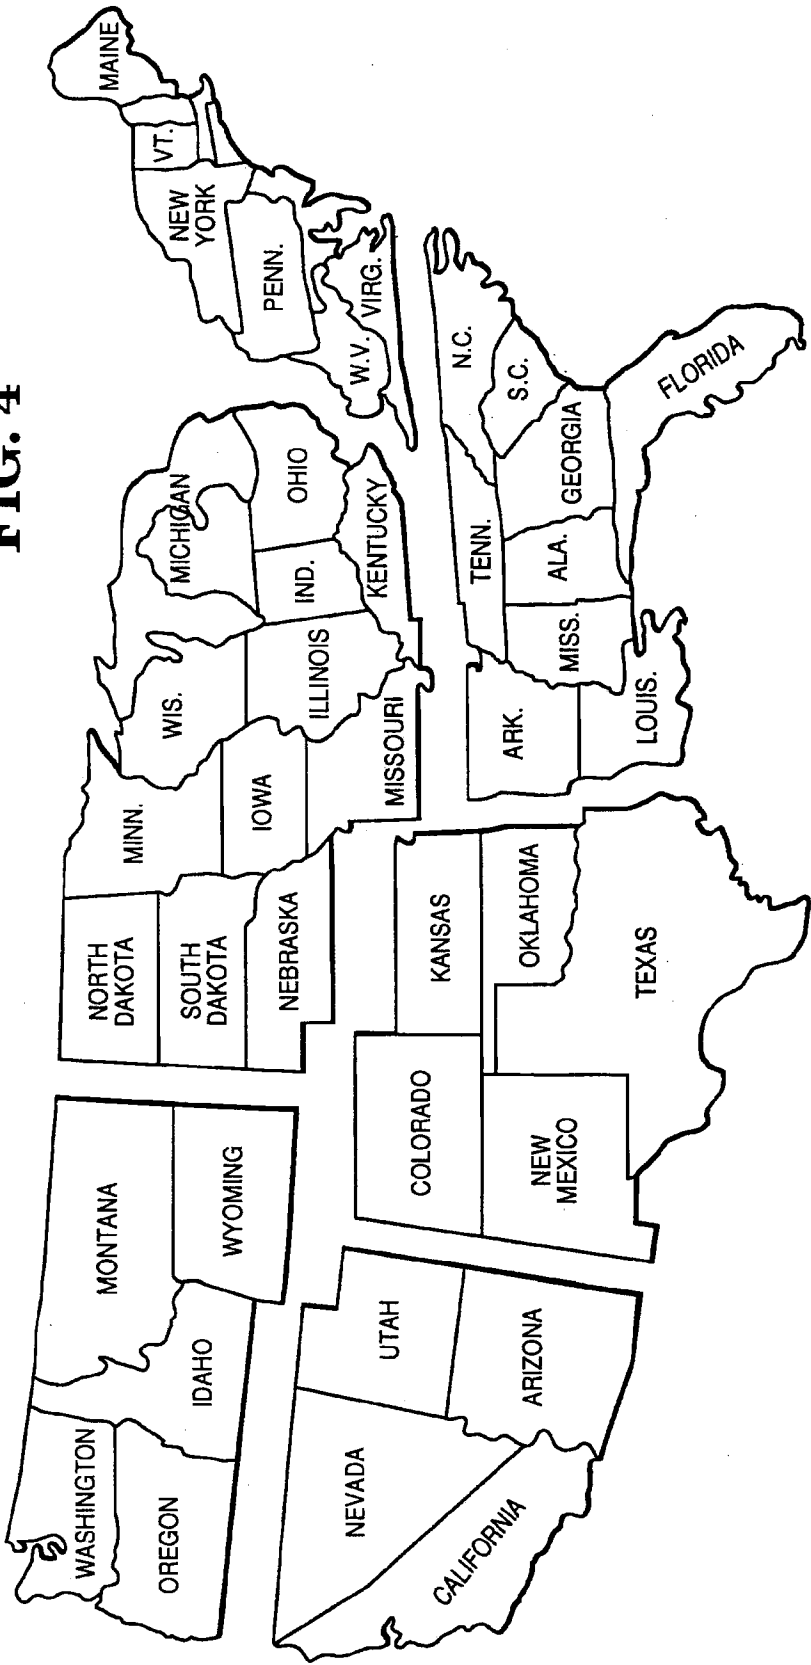 FIG. 4
WASHINGTON
OREGON
IDAHO
MONTANA
WYOMING
NEVADA
CALIFORNIA
UTAH
ARIZONA
COLORADO
NEW
MEXICO
KANSAS
OKLAHOMA
TEXAS
NORTH
DAKOTA
SOUTH
DAKOTA
NEBRASKA
MINN.
IOWA
MISSOURI
WIS.
ILLINOIS
MICHIGAN
IND.
OHIO
KENTUCKY
ARK.
LOUIS.
MISS.
ALA.
TENN.
GEORGIA
FLORIDA
N.C.
S.C.
W.V.
VIRG.
PENN.
NEW
YORK
VT.
MAINE